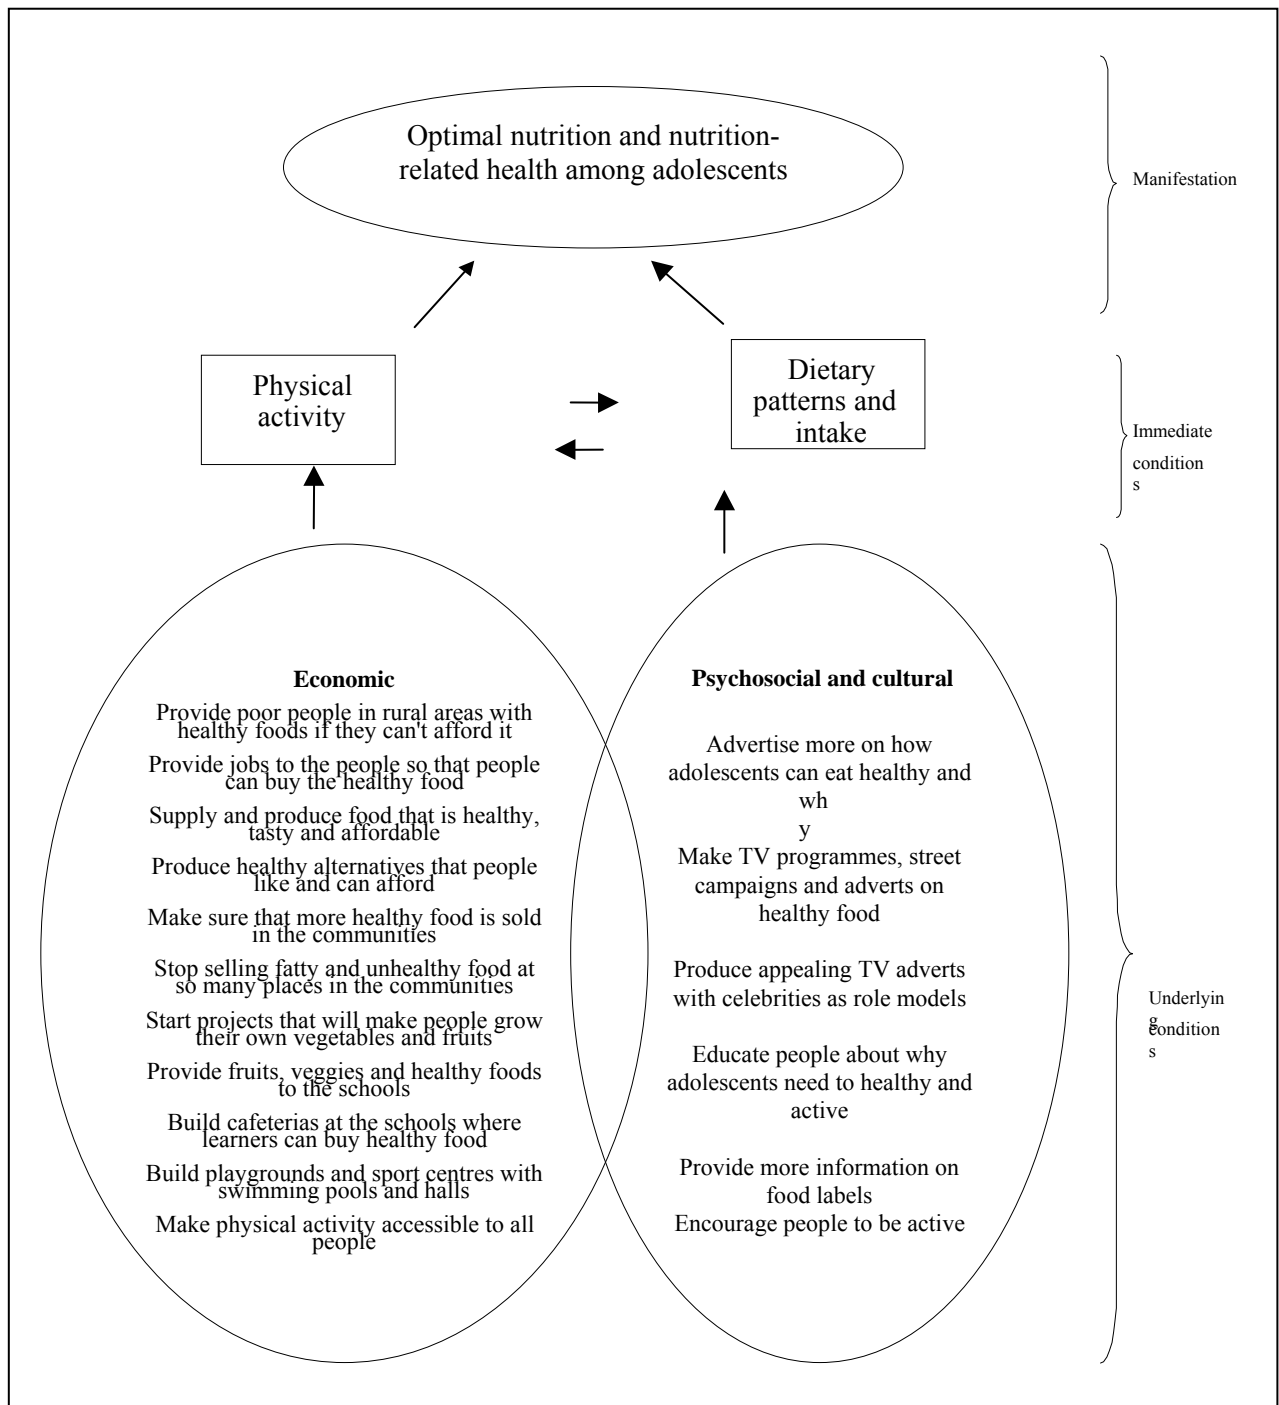 Optimal nutrition and nutrition-
related health among adolescents
Manifestation
Physical
activity
Dietary
patterns and
intake
Immediate
condition
s
Economic
Provide poor people in rural areas with
healthy foods if they can't afford it
Provide jobs to the people so that people
can buy the healthy food
Supply and produce food that is healthy,
tasty and affordable
Produce healthy alternatives that people
like and can afford
Make sure that more healthy food is sold
in the communities
Stop selling fatty and unhealthy food at
so many places in the communities
Start projects that will make people grow
their own vegetables and fruits
Provide fruits, veggies and healthy foods
to the schools
Build cafeterias at the schools where
learners can buy healthy food
Build playgrounds and sport centres with
swimming pools and halls
Make physical activity accessible to all
people
Psychosocial and cultural
Advertise more on how
adolescents can eat healthy and
wh
y
Make TV programmes, street
campaigns and adverts on
healthy food
Produce appealing TV adverts
with celebrities as role models
Educate people about why
adolescents need to healthy and
active
Provide more information on
food labels
Encourage people to be active
Underlyin
g
condition
s